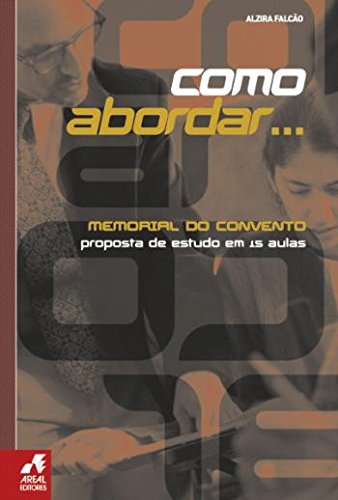 ALZIRA FALCÃO
COMO
abordar...
MEMORIAL DO CONVENTO
proposta de estudo em 15 aulas
AREAL
EDITORES